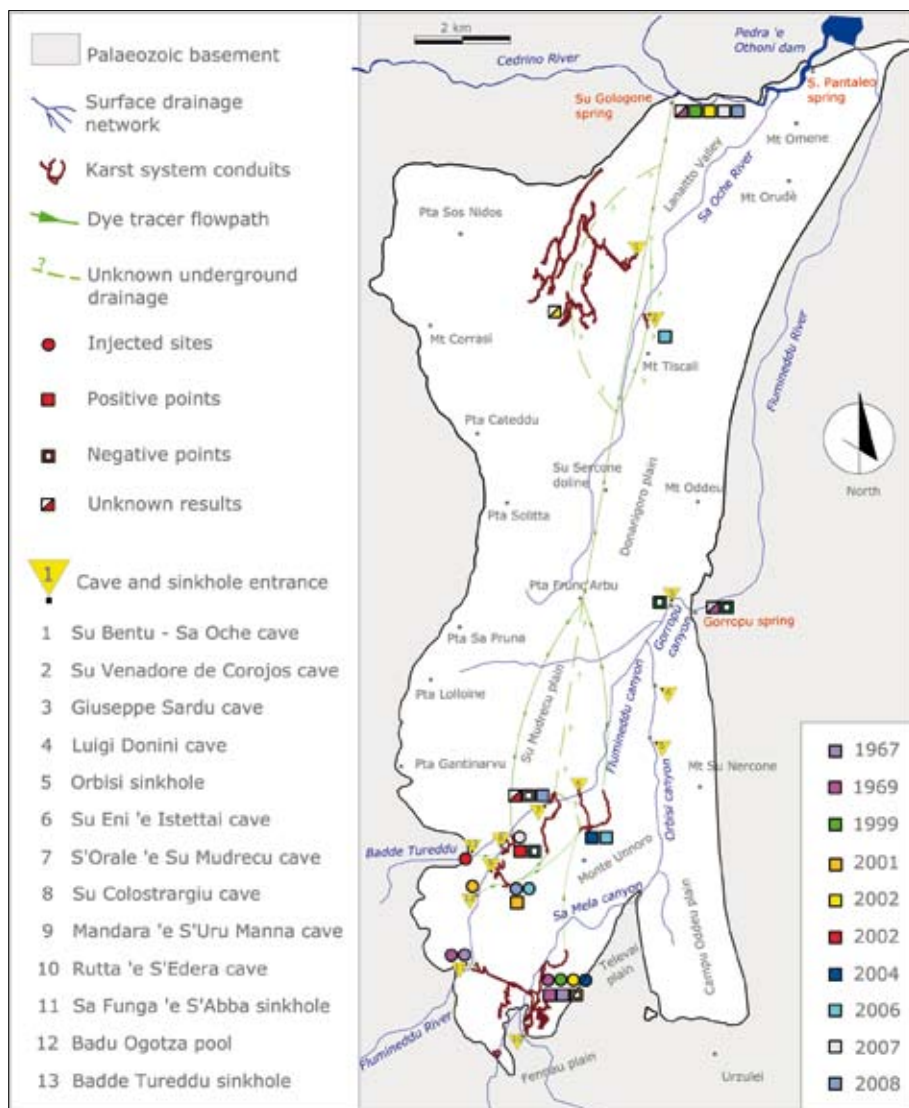 Palaeozoic basement
Surface drainage
network
Karst system conduits
Dye tracer flowpath
?
Unknown underground
drainage
Injected sites
Positive points
Negative points
Unknown results
1
Cave and sinkhole entrance
1 Su Bentu - Sa Oche cave
2 Su Venadore de Corojos cave
3 Giuseppe Sardu cave
4 Luigi Donini cave
5 Orbisi sinkhole
6 Su Eni 'e Istettai cave
7 S'Orale 'e Su Mudrecu cave
8 Su Colostrargiu cave
9 Mandara 'e S'Uru Manna cave
10 Rutta 'e S'Edera cave
11 Sa Funga 'e S'Abba sinkhole
12 Badu Ogotza pool
13 Badde Tureddu sinkhole
2 km
Pedra 'e
Othoni dam
Cedrino River
Su Gologone
spring
S. Pantaleo
spring
Mt Omene
Lanaitto Valley
Sa Oche River
Mt Orudè
Pta Sos Nidos
1
2
Mt Corrasi
Mt Tiscali
Flumineddu River
Pta Cateddu
Su Sercone
doline
Donanigoro plain
Mt Oddeu
Pta Solitta
North
Pta Frunc'Arbu
Gorropu canyon
Gorropu spring
Pta Sa Pruna
Pta Lolloine
Su Mudrecu plain
Flumineddu canyon
Pta Gantinarvu
Orbisi canyon
Mt Su Nercone
Badde Tureddu
Monte Unnoro
Sa Mela canyon
Televai
plain
Campu Oddeu plain
Flumineddu River
Fennau plain
Urzulei
1967
1969
1999
2001
2002
2002
2004
2006
2007
2008